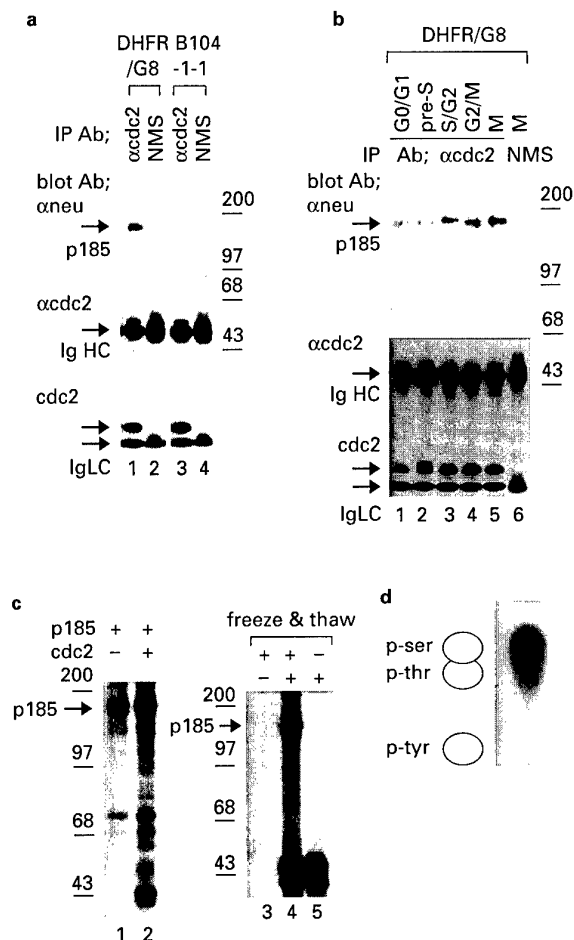 a
DHFR B104
/G8 -1-1
IP Ab; αcdc2 NMS αcdc2 NMS
blot Ab;
αneu
200
p185
97
68
αcdc2
43
Ig HC
cdc2
IgLC 1 2 3 4
b
DHFR/G8
G0/G1 pre-S S/G2 G2/M M M
IP Ab; αcdc2 NMS
blot Ab;
αneu
200
p185
97
68
αcdc2
43
Ig HC
cdc2
IgLC 1 2 3 4 5 6
c
p185 + +
cdc2 − +
200
p185
97
68
43
1 2
freeze & thaw
+ + −
− + +
200
p185
97
68
43
3 4 5
d
p-ser
p-thr
p-tyr